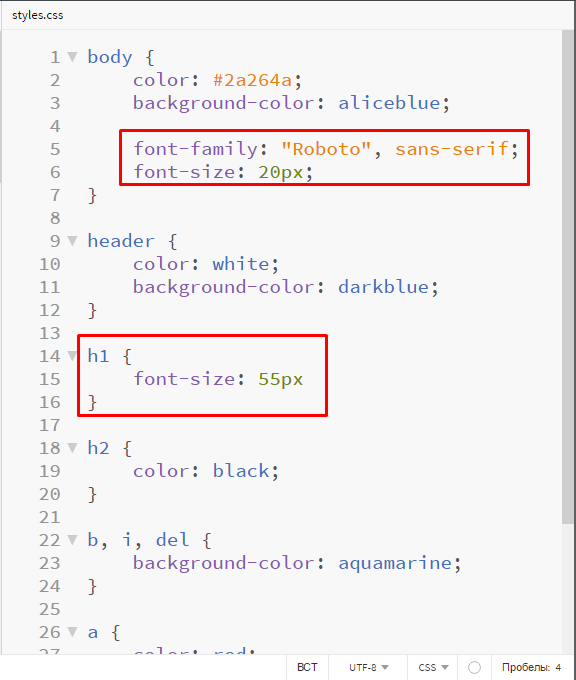 styles.css
1 body {
2 color: #2a264a;
3 background-color: aliceblue;
4
5 font-family: "Roboto", sans-serif;
6 font-size: 20px;
7 }
8
9 header {
10 color: white;
11 background-color: darkblue;
12 }
13
14 h1 {
15 font-size: 55px
16 }
17
18 h2 {
19 color: black;
20 }
21
22 b, i, del {
23 background-color: aquamarine;
24 }
25
26 a {
27 color: red;
ВСТ UTF-8 CSS Пробелы: 4